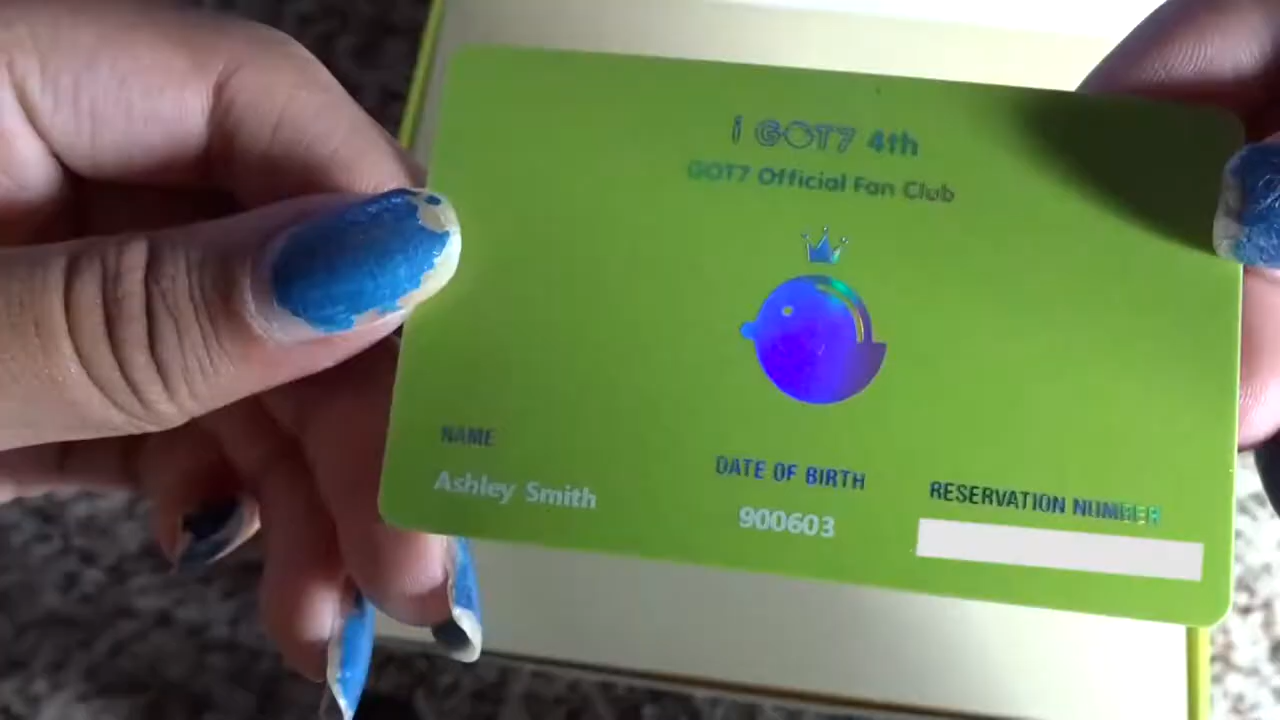 i GOT7 4th
GOT7 Official Fan Club
NAME
Ashley Smith
DATE OF BIRTH
900603
RESERVATION NUMBER